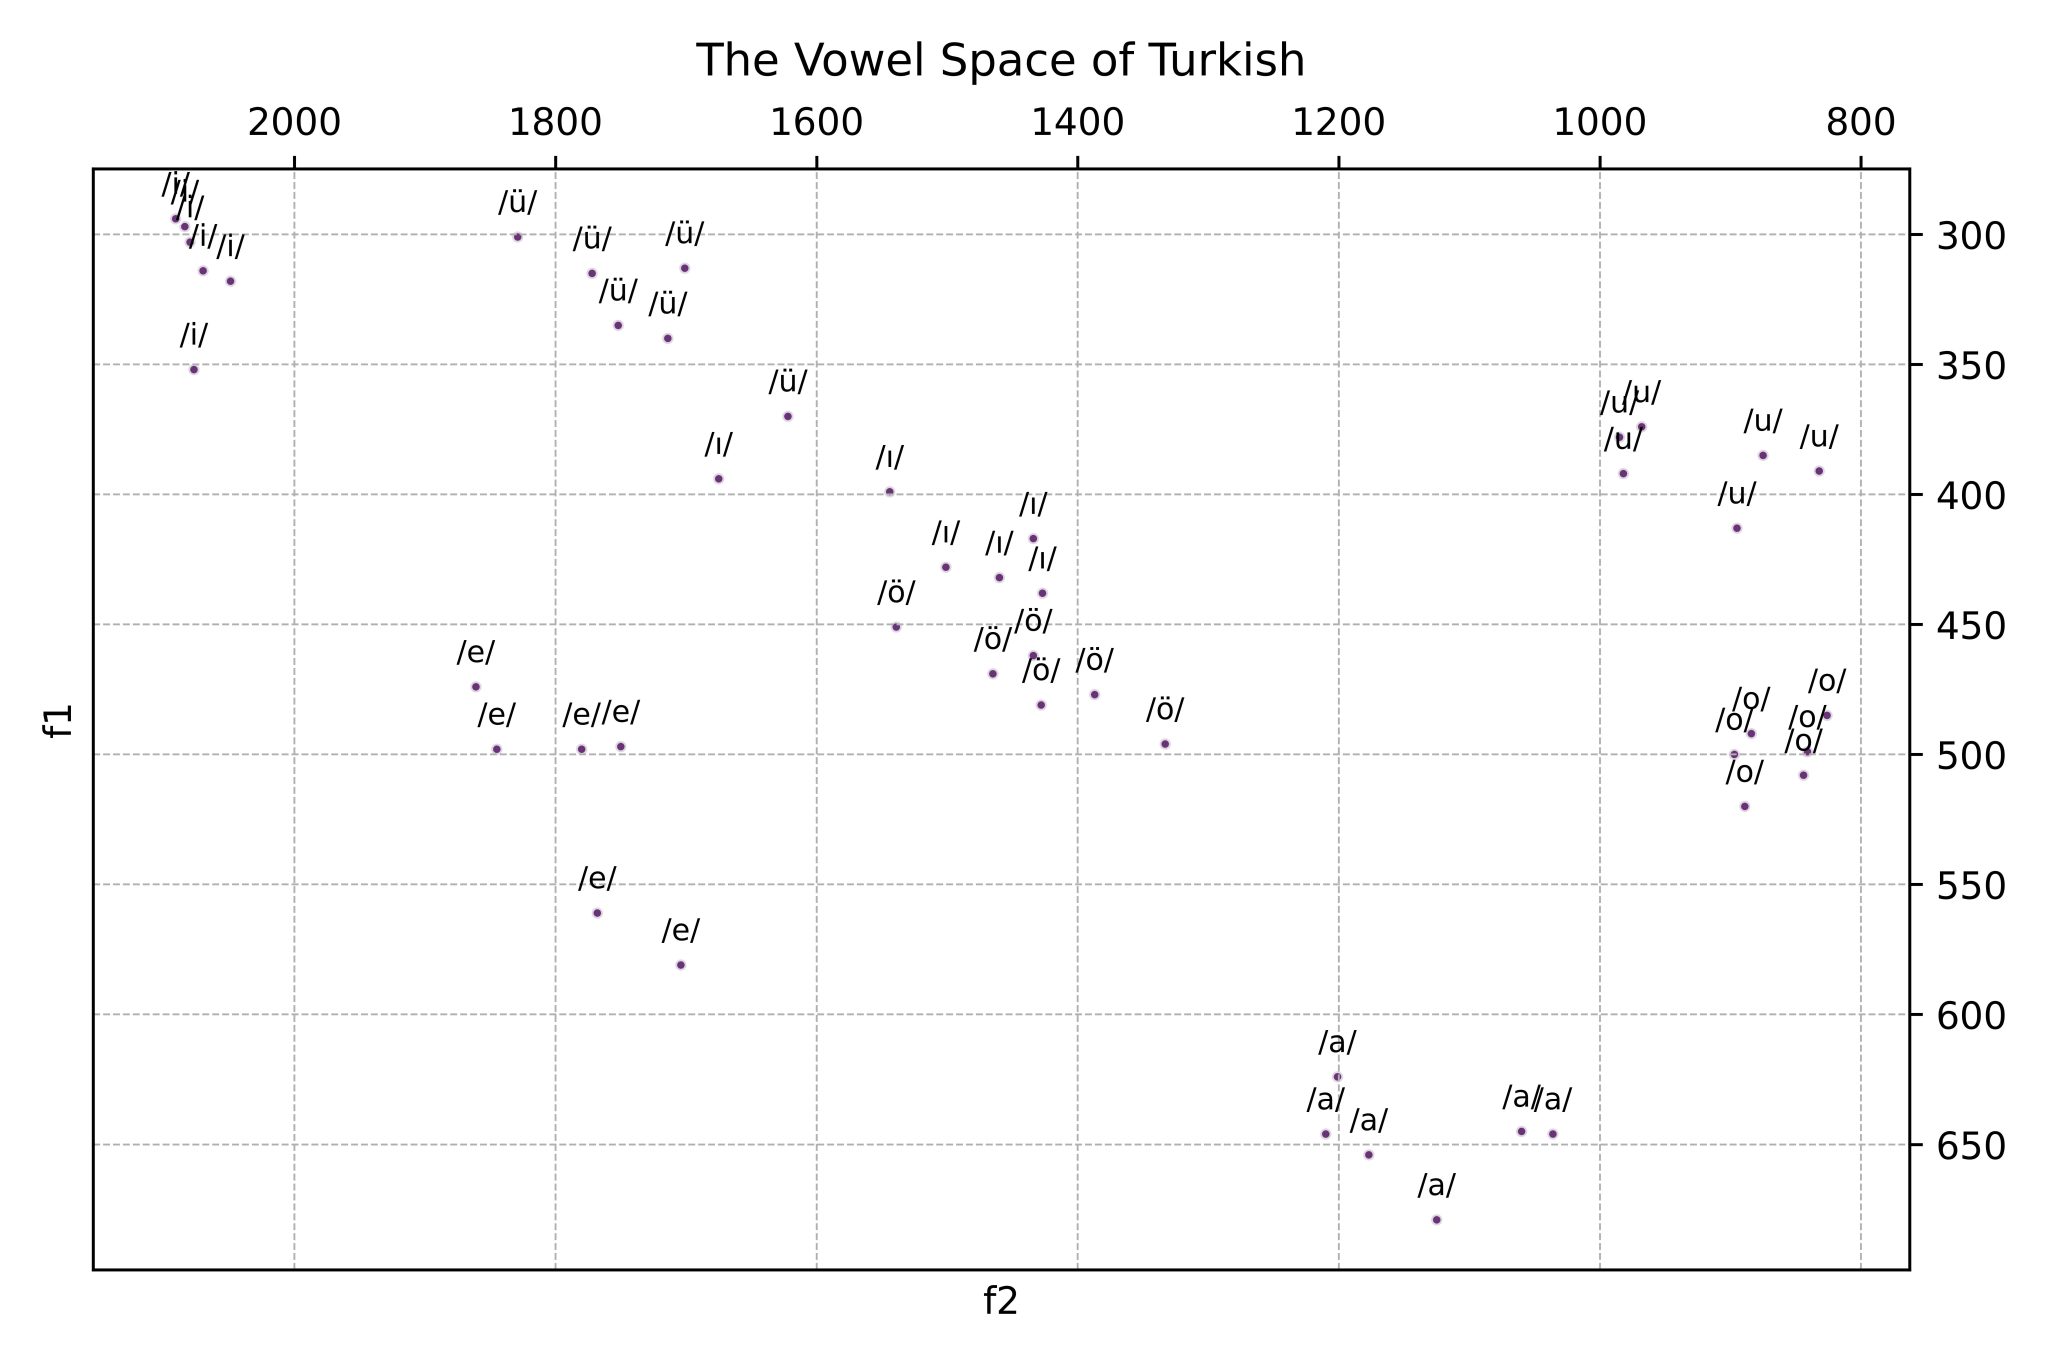 The Vowel Space of Turkish
2000 1800 1600 1400 1200 1000 800
/i/
/i/
/i/
/i/ /i/
/i/
/ü/
/ü/ /ü/
/ü/ /ü/
/ü/
/ı/ /ı/
/ı/
/ı/ /ı/ /ı/
/u/ /u/
/u/ /u/ /u/
/u/
/ö/
/ö/ /ö/
/ö/ /ö/
/ö/
/e/
/e/ /e/ /e/
/e/
/e/
/o/
/o/ /o/ /o/
/o/
/o/
/a/
/a/ /a/ /a/ /a/
/a/
300
350
400
450
500
550
600
650
f1
f2